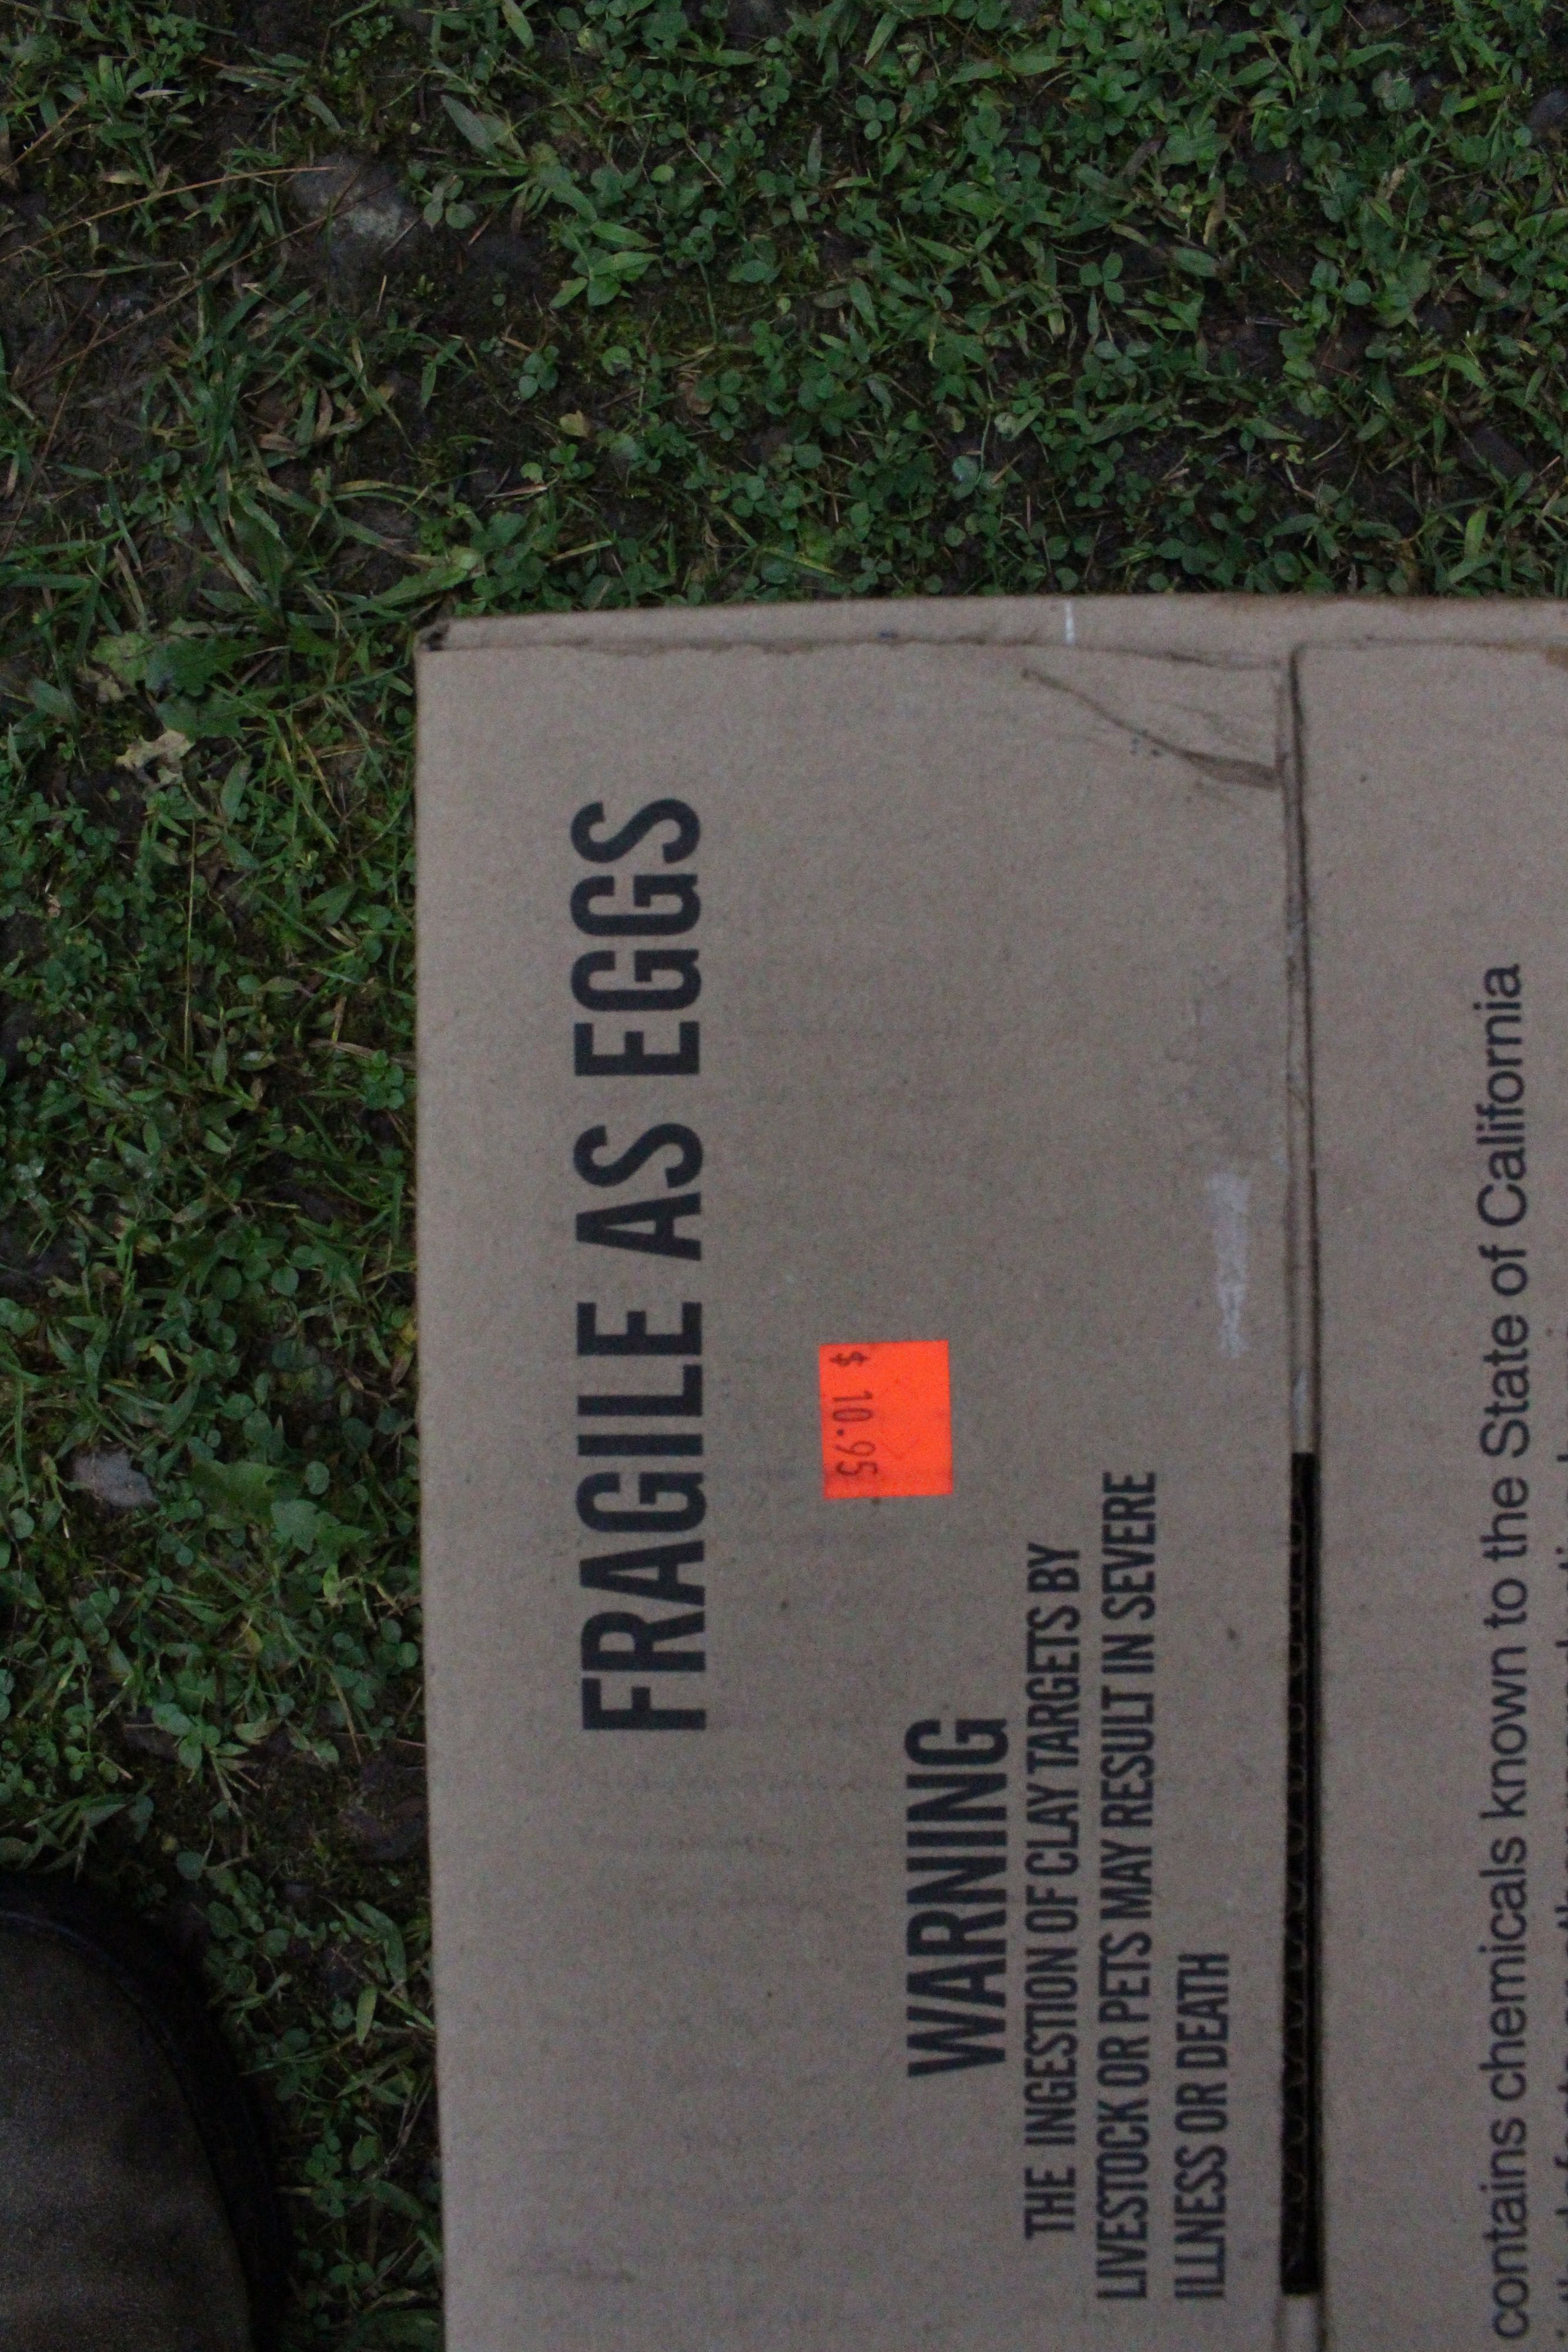 FRAGILE AS EGGS
$ 10.95
WARNING
THE INGESTION OF CLAY TARGETS BY
LIVESTOCK OR PETS MAY RESULT IN SEVERE
ILLNESS OR DEATH
contains chemicals known to the State of California